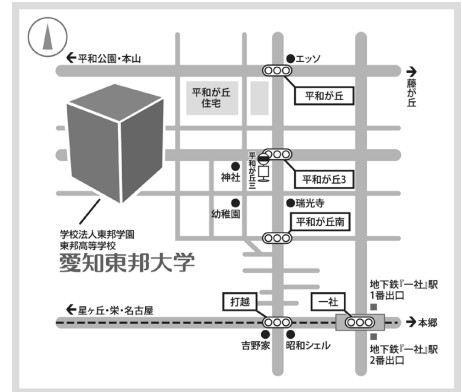 ←平和公園・本山
エッソ
→藤が丘
平和が丘
平和が丘
住宅
平和が丘三
平和が丘3
神社
幼稚園
瑞光寺
平和が丘南
学校法人東邦学園
東邦高等学校
愛知東邦大学
地下鉄『一社』駅
1番出口
←星ヶ丘・栄・名古屋
打越
一社
→本郷
吉野家
昭和シェル
地下鉄『一社』駅
2番出口